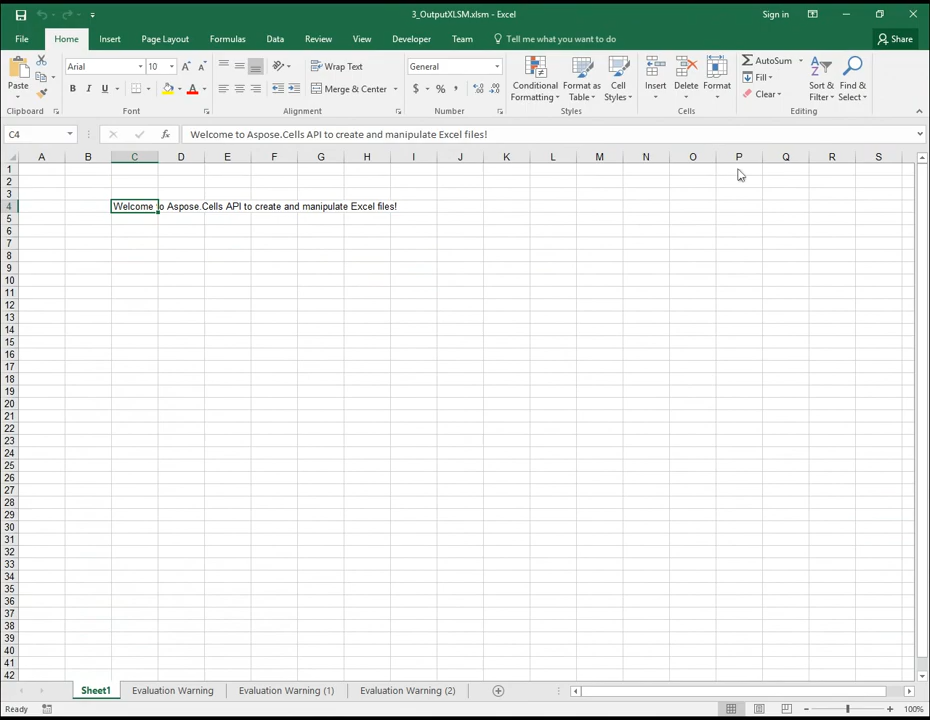 3_OutputXLSM.xlsm - Excel
Sign in
File Home Insert Page Layout Formulas Data Review View Developer Team Tell me what you want to do Share
Paste
Clipboard
Arial 10
B I U A
Font
Wrap Text
Merge & Center
Alignment
General
$ % ,
Number
Conditional Formatting
Format as Table
Cell Styles
Styles
Insert
Delete
Format
Cells
AutoSum
Fill
Clear
Sort & Filter
Find & Select
Editing
C4 fx Welcome to Aspose.Cells API to create and manipulate Excel files!
A B C D E F G H I J K L M N O P Q R S
1
2
3
4 Welcome to Aspose.Cells API to create and manipulate Excel files!
5
6
7
8
9
10
11
12
13
14
15
16
17
18
19
20
21
22
23
24
25
26
27
28
29
30
31
32
33
34
35
36
37
38
39
40
41
42
Sheet1 Evaluation Warning Evaluation Warning (1) Evaluation Warning (2)
Ready 100%